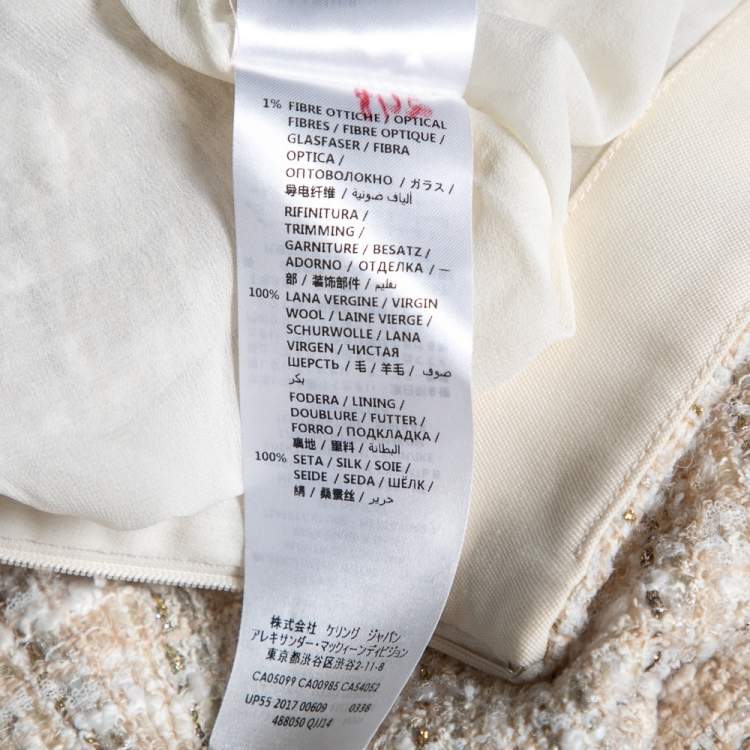 1% FIBRE OTTICHE / OPTICAL
FIBRES / FIBRE OPTIQUE /
GLASFASER / FIBRA
OPTICA /
ОПТОВОЛОКНО / ガラス /
导电纤维 / ألياف صونية
RIFINITURA /
TRIMMING /
GARNITURE / BESATZ /
ADORNO / ОТДЕЛКА / 一
部 / 装饰部件 / تقليم
100% LANA VERGINE / VIRGIN
WOOL / LAINE VIERGE /
SCHURWOLLE / LANA
VIRGEN / ЧИСТАЯ
ШЕРСТЬ / 毛 / 羊毛 / صوف
بكر
FODERA / LINING /
DOUBLURE / FUTTER /
FORRO / ПОДКЛАДКА /
裏地 / 里料 / البطانة
100% SETA / SILK / SOIE /
SEIDE / SEDA / ШЁЛК /
絹 / 桑蚕丝 / حرير
株式会社 ケリング ジャパン
アレキサンダー・マックィーンディビジョン
東京都渋谷区渋谷2-11-8
CA05099 CA00985 CA54052
UP55 2017 00609 0338
488050 QJJ14